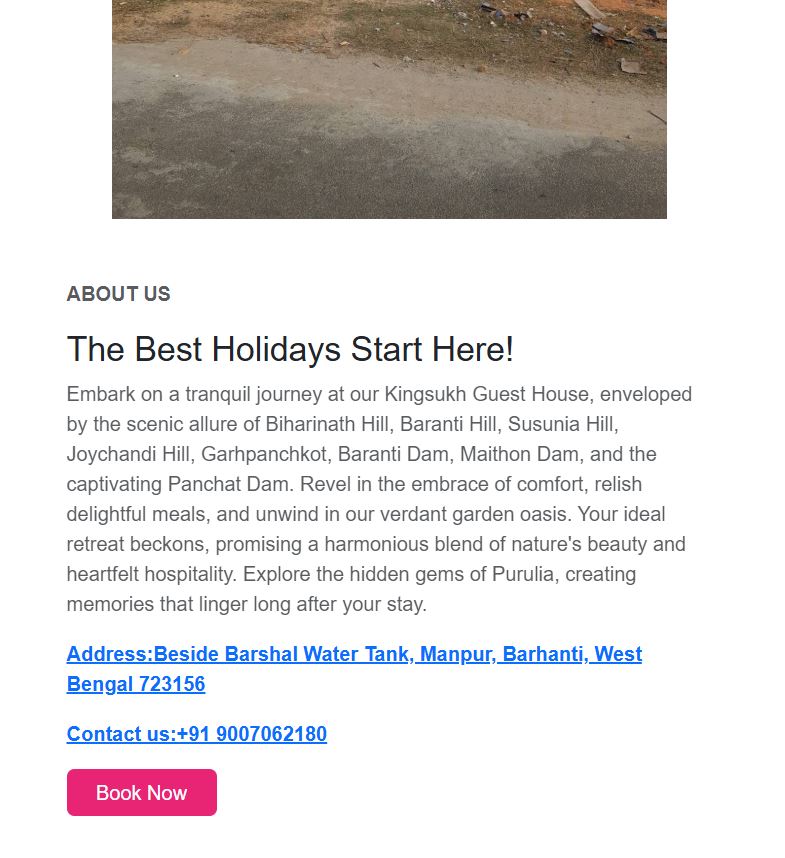 ABOUT US
The Best Holidays Start Here!
Embark on a tranquil journey at our Kingsukh Guest House, enveloped
by the scenic allure of Biharinath Hill, Baranti Hill, Susunia Hill,
Joychandi Hill, Garhpanchkot, Baranti Dam, Maithon Dam, and the
captivating Panchat Dam. Revel in the embrace of comfort, relish
delightful meals, and unwind in our verdant garden oasis. Your ideal
retreat beckons, promising a harmonious blend of nature's beauty and
heartfelt hospitality. Explore the hidden gems of Purulia, creating
memories that linger long after your stay.
Address:Beside Barshal Water Tank, Manpur, Barhanti, West
Bengal 723156
Contact us:+91 9007062180
Book Now